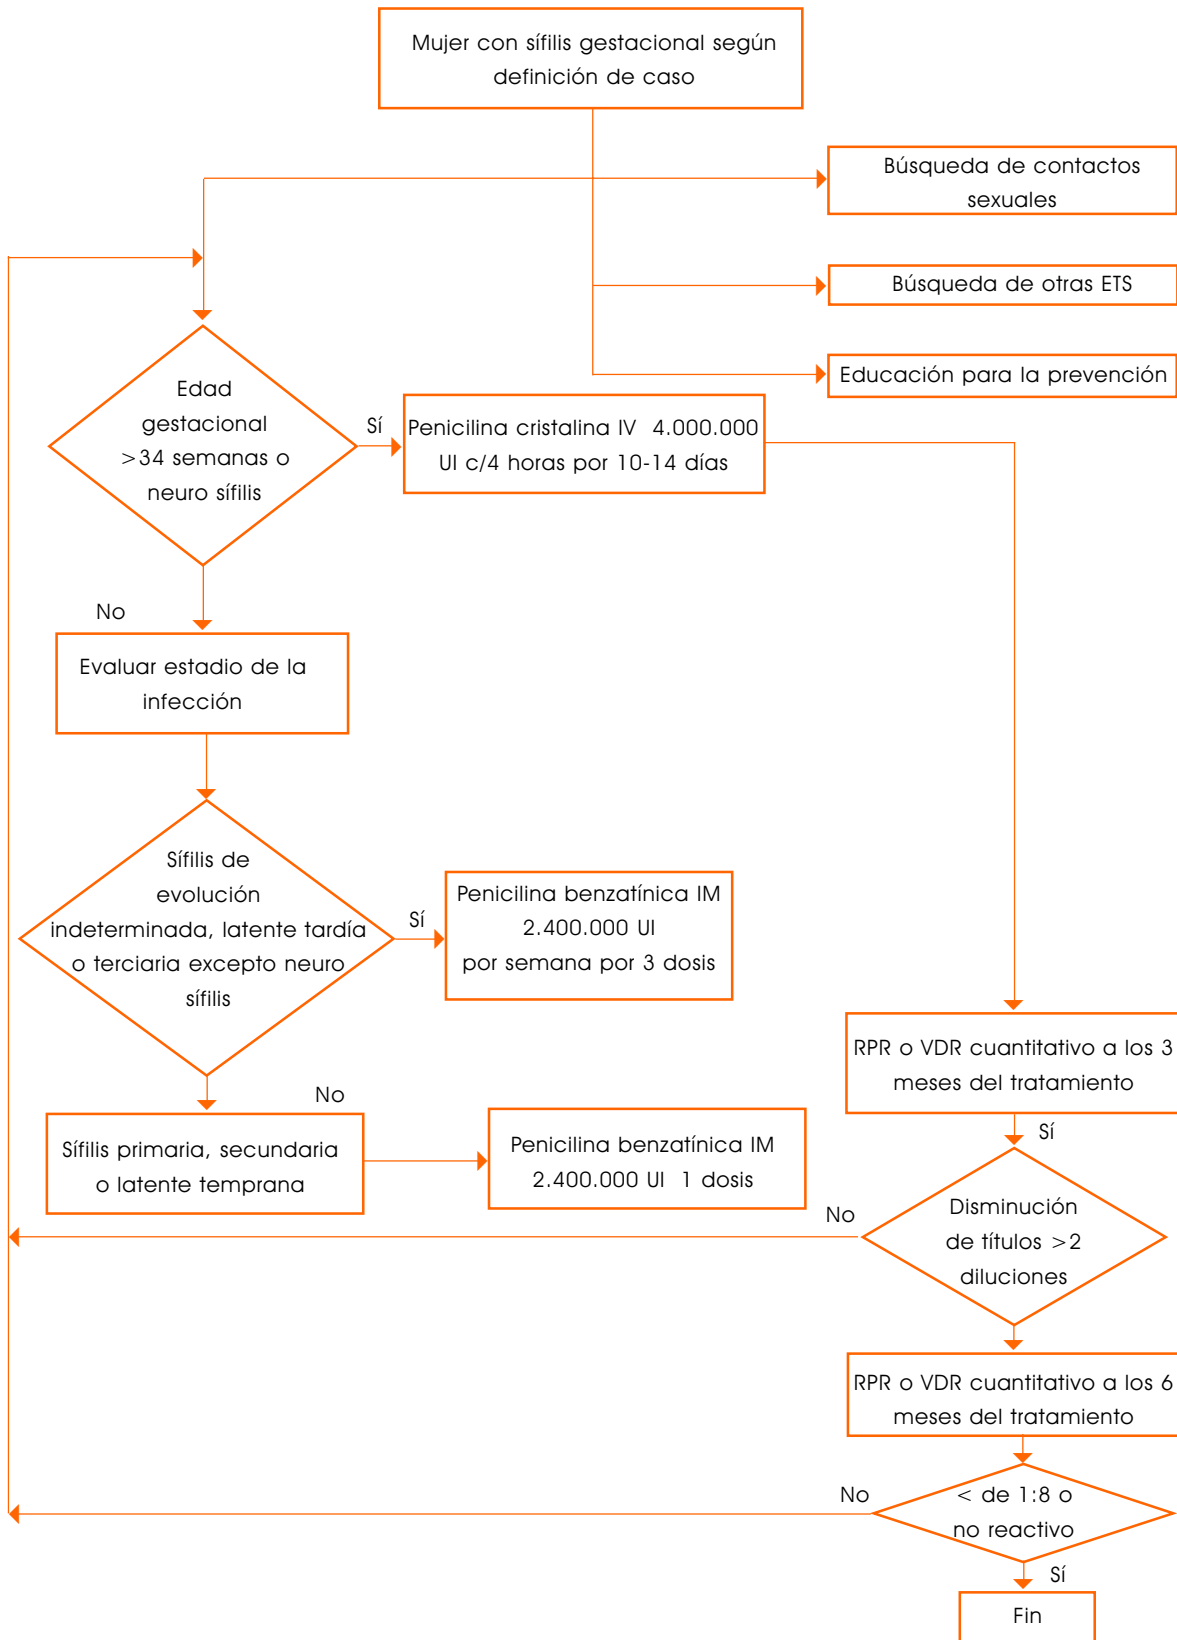 Mujer con sífilis gestacional según
definición de caso
Búsqueda de contactos
sexuales
Búsqueda de otras ETS
Educación para la prevención
Edad
gestacional
>34 semanas o
neuro sífilis
Sí
Penicilina cristalina IV 4.000.000
UI c/4 horas por 10-14 días
No
Evaluar estadio de la
infección
Sífilis de
evolución
indeterminada, latente tardía
o terciaria excepto neuro
sífilis
Sí
Penicilina benzatínica IM
2.400.000 UI
por semana por 3 dosis
No
Sífilis primaria, secundaria
o latente temprana
Penicilina benzatínica IM
2.400.000 UI 1 dosis
RPR o VDR cuantitativo a los 3
meses del tratamiento
Sí
Disminución
de títulos >2
diluciones
No
RPR o VDR cuantitativo a los 6
meses del tratamiento
< de 1:8 o
no reactivo
No
Sí
Fin